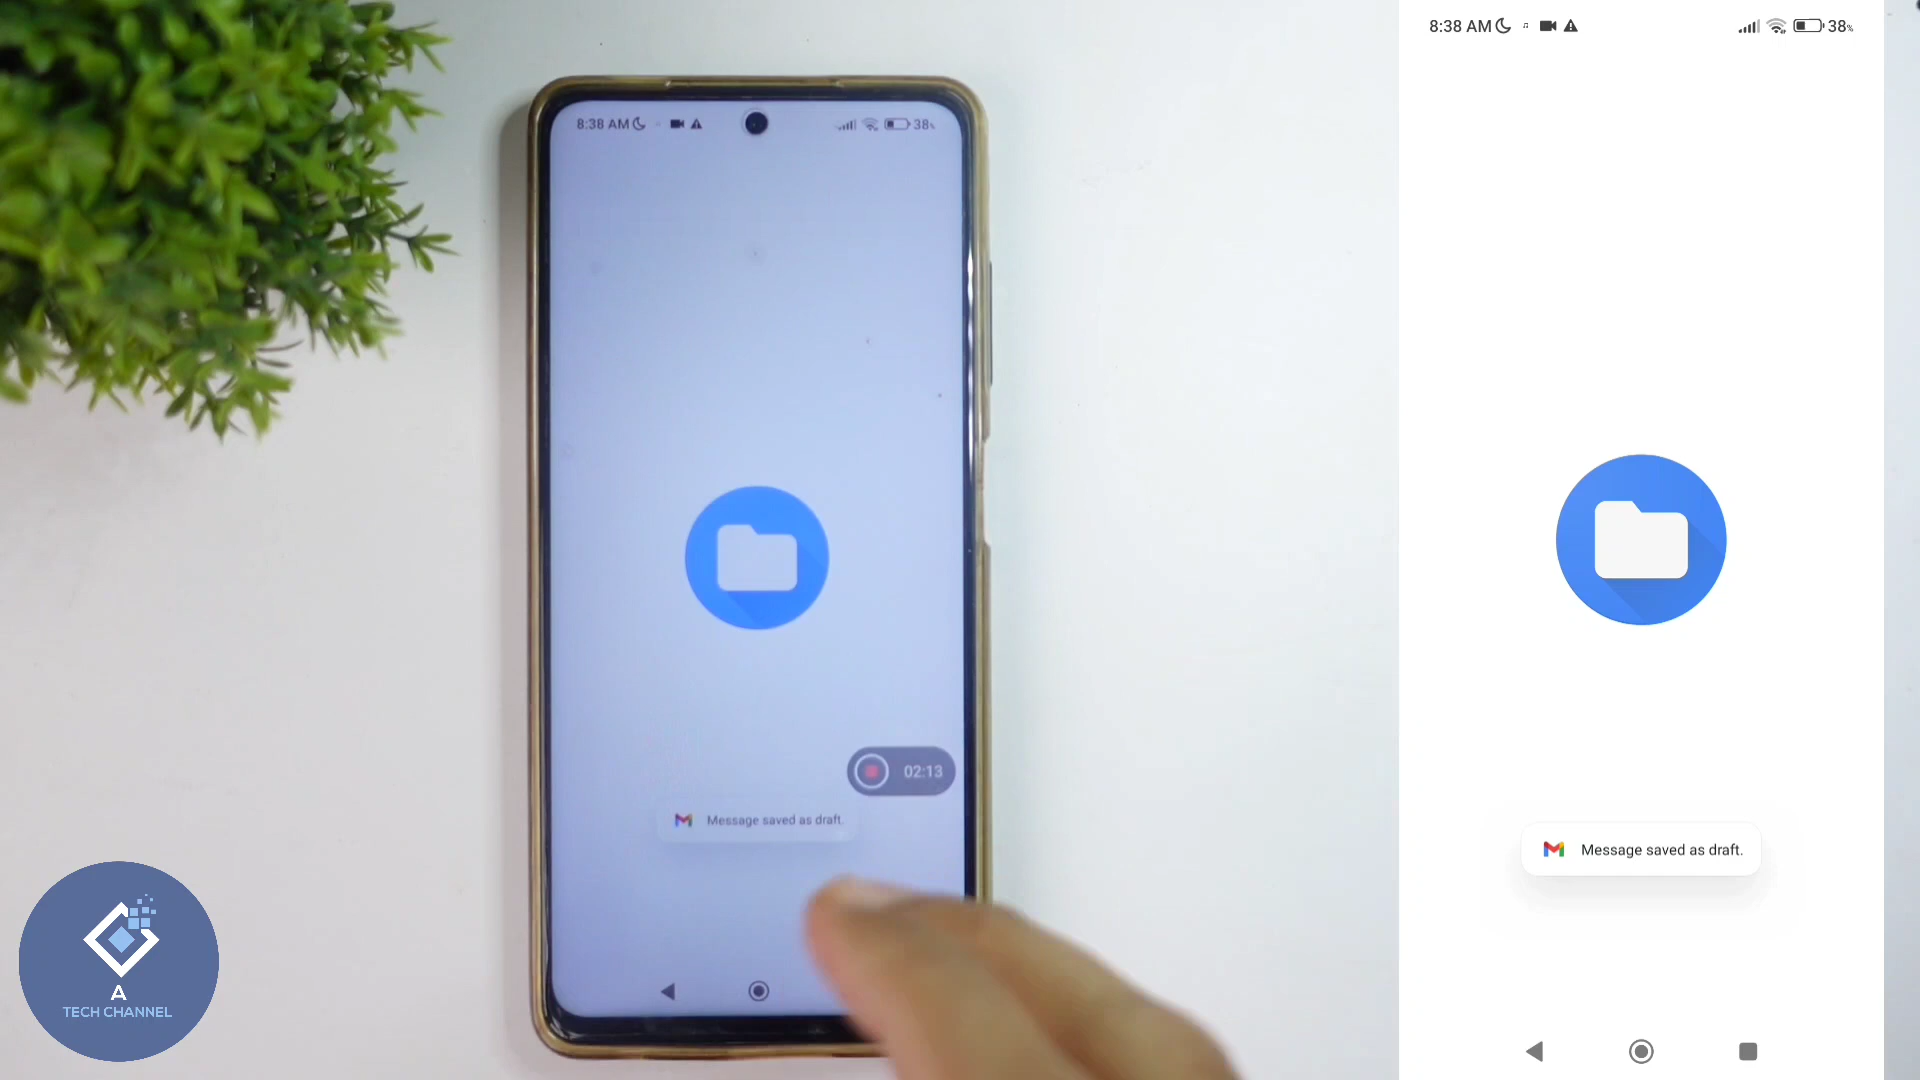 8:38 AM
38%
02:13
Message saved as draft.
A
TECH CHANNEL
8:38 AM
38%
Message saved as draft.